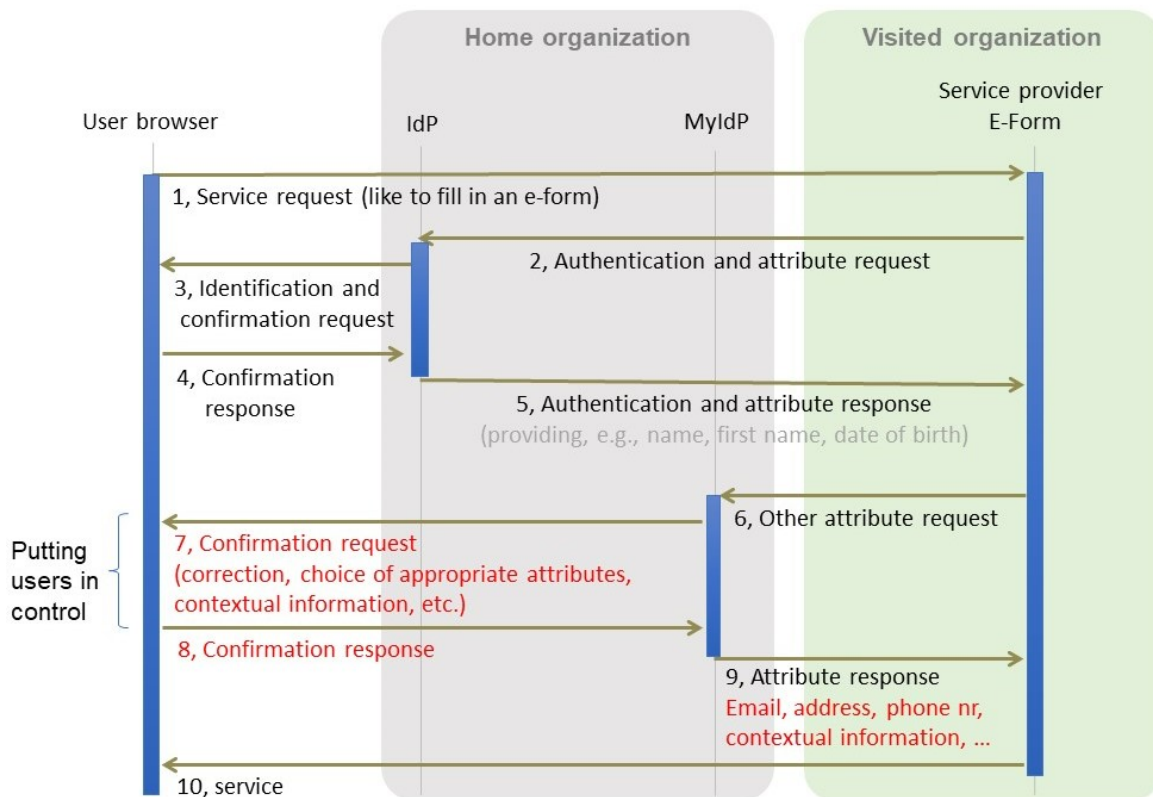 Home organization
Visited organization
User browser
IdP
MyIdP
Service provider
E-Form
1, Service request (like to fill in an e-form)
2, Authentication and attribute request
3, Identification and
confirmation request
4, Confirmation
response
5, Authentication and attribute response
(providing, e.g., name, first name, date of birth)
6, Other attribute request
Putting
users in
control
7, Confirmation request
(correction, choice of appropriate attributes,
contextual information, etc.)
8, Confirmation response
9, Attribute response
Email, address, phone nr,
contextual information, ...
10, service